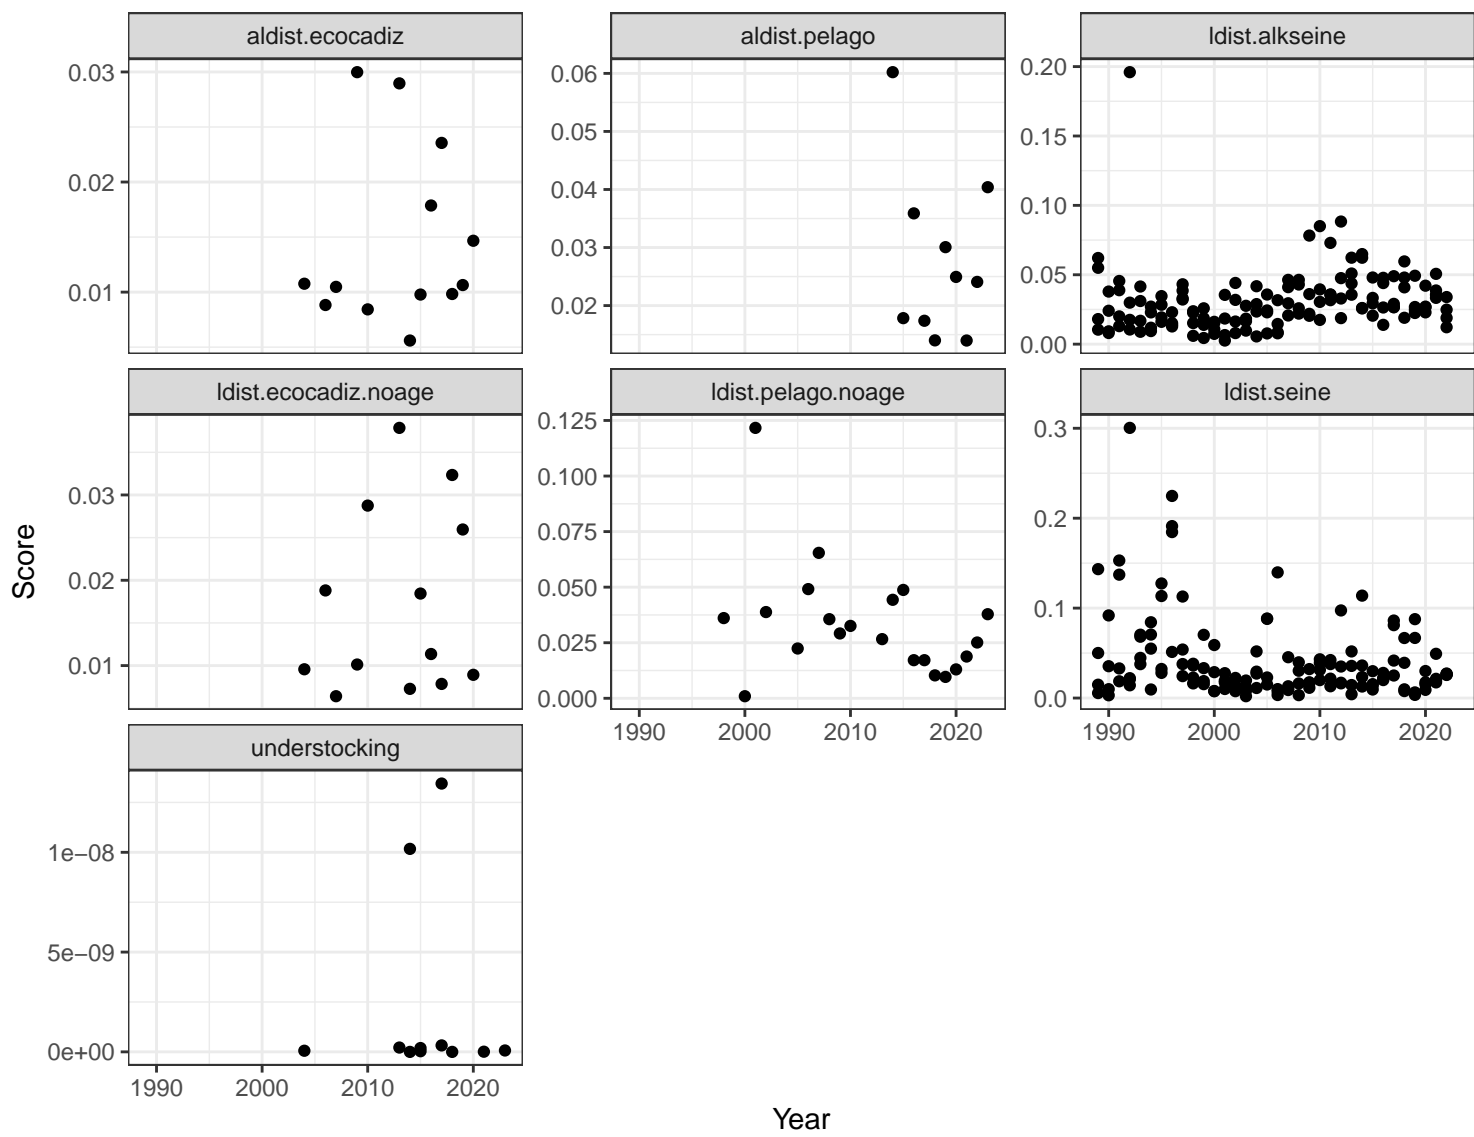 aldist.ecocadiz
aldist.pelago
ldist.alkseine
0.03
0.02
0.01
0.06
0.05
0.04
0.03
0.02
0.20
0.15
0.10
0.05
0.00
ldist.ecocadiz.noage
ldist.pelago.noage
ldist.seine
0.03
0.02
0.01
0.125
0.100
0.075
0.050
0.025
0.000
0.3
0.2
0.1
0.0
1990 2000 2010 2020
1990 2000 2010 2020
understocking
1e−08
5e−09
0e+00
1990 2000 2010 2020
Score
Year